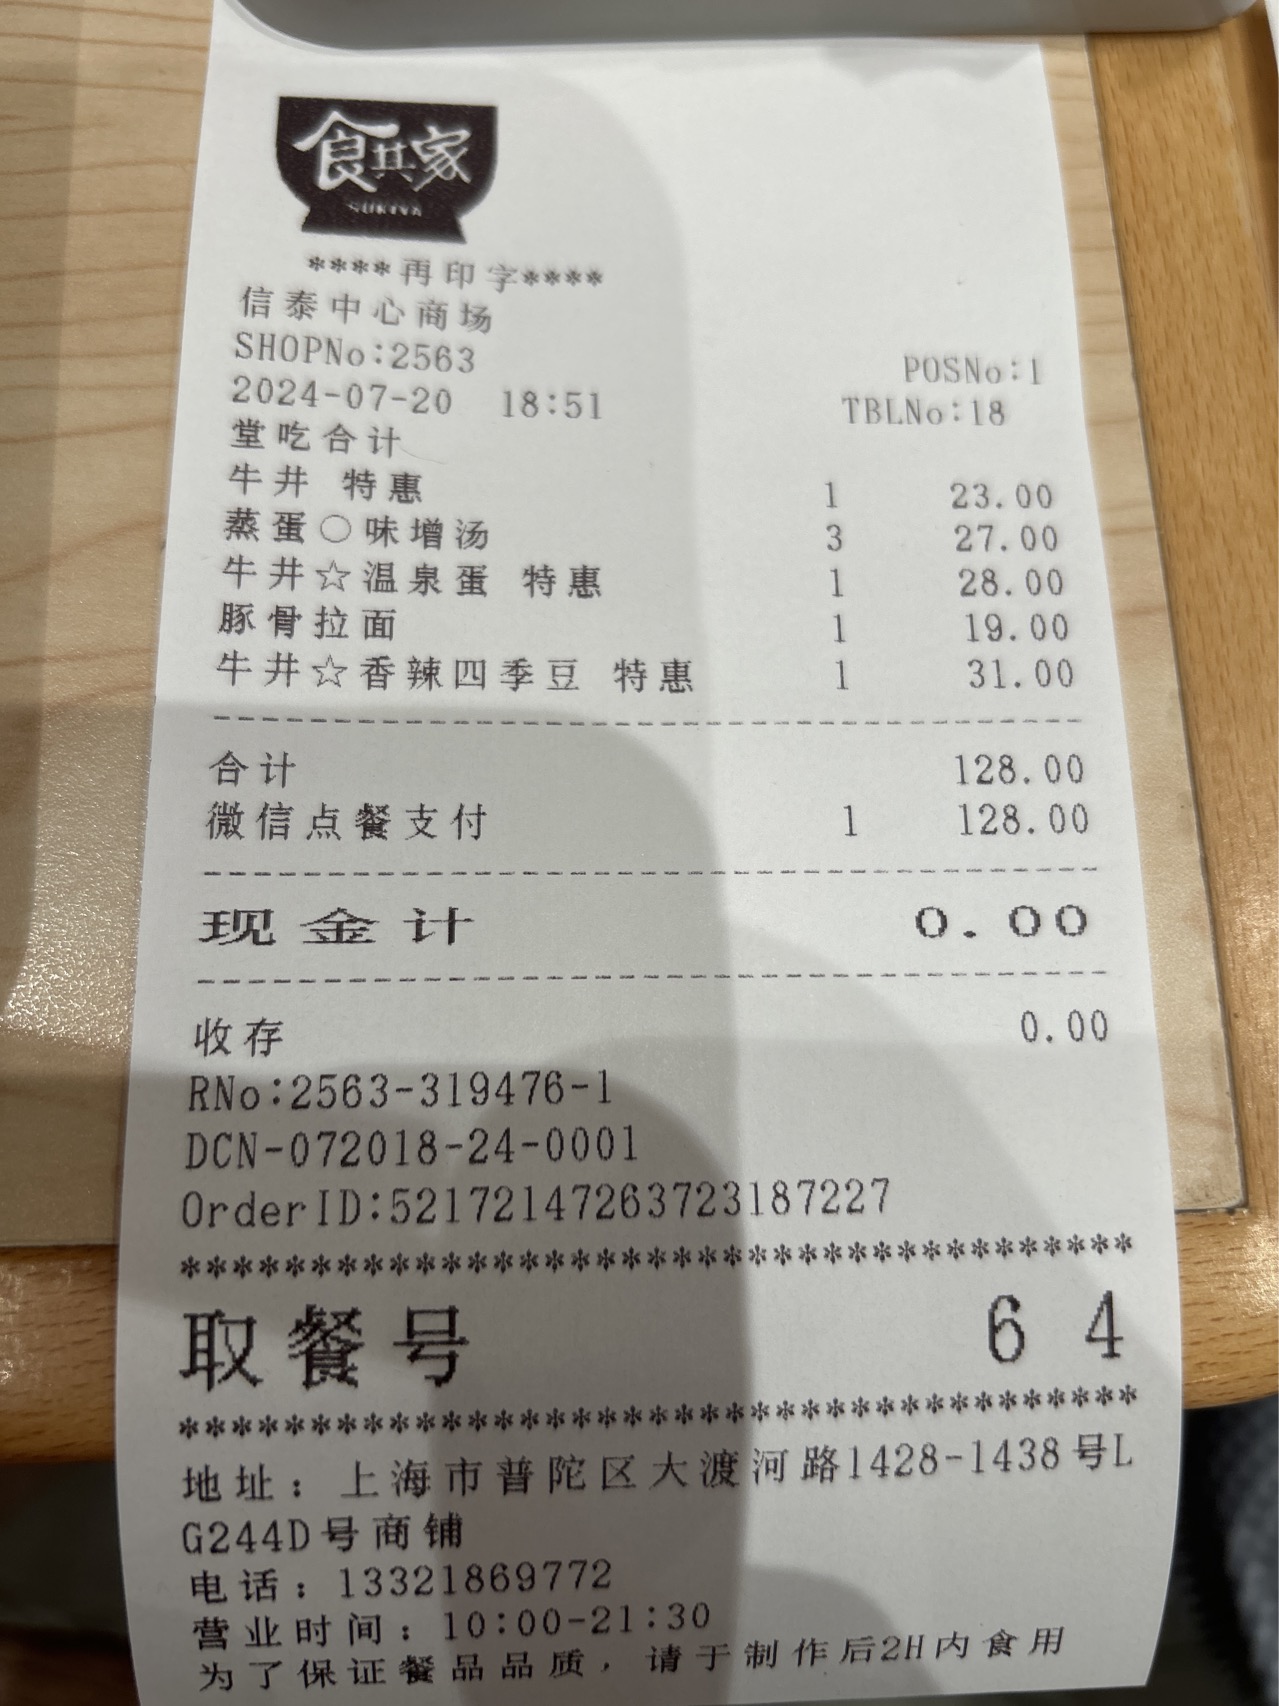 食其家
SUKIYA
****再印字****
信泰中心商场
SHOPNo:2563 POSNo:1
2024-07-20 18:51 TBLNo:18
堂吃合计
牛丼 特惠 1 23.00
蒸蛋○味增汤 3 27.00
牛丼☆温泉蛋 特惠 1 28.00
豚骨拉面 1 19.00
牛丼☆香辣四季豆 特惠 1 31.00
合计 128.00
微信点餐支付 1 128.00
现金计 0.00
收存 0.00
RNo:2563-319476-1
DCN-072018-24-0001
OrderID:52172147263723187227
****************************************
取餐号 64
****************************************
地址：上海市普陀区大渡河路1428-1438号L
G244D号商铺
电话：13321869772
营业时间：10:00-21:30
为了保证餐品品质，请于制作后2H内食用